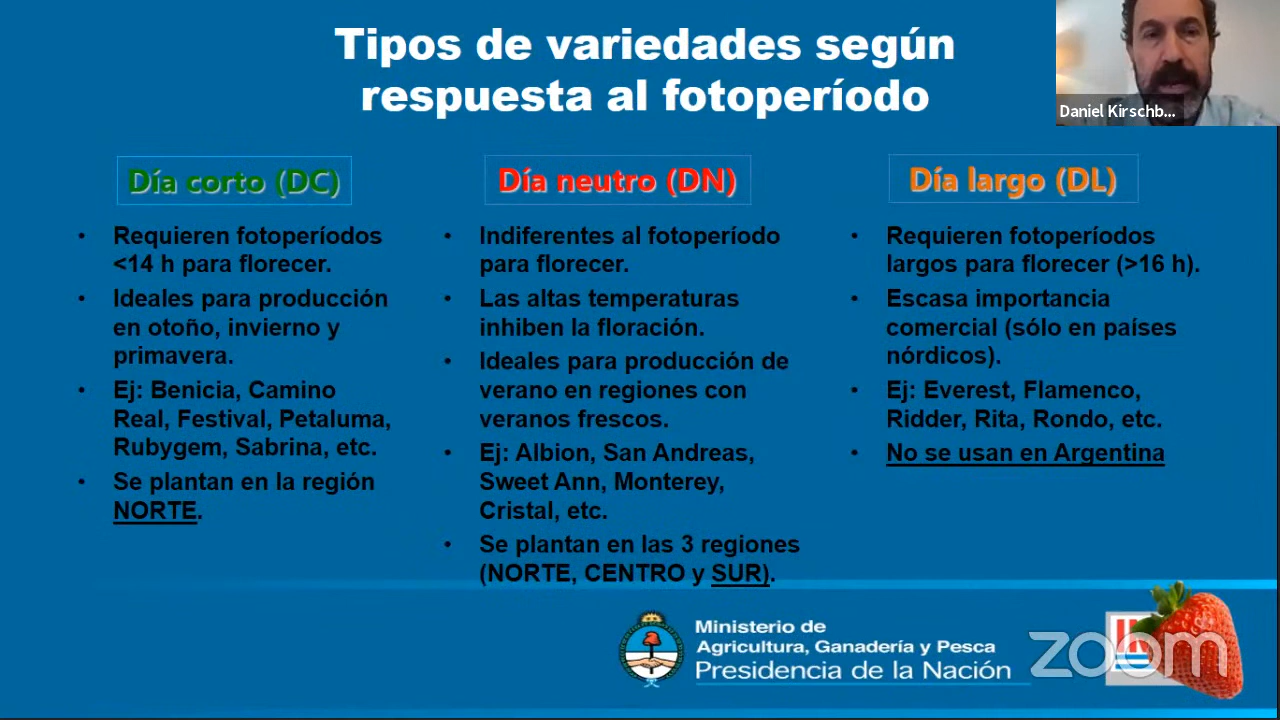 Tipos de variedades según
respuesta al fotoperíodo
Daniel Kirschb...
Día corto (DC)
• Requieren fotoperíodos
<14 h para florecer.
• Ideales para producción
en otoño, invierno y
primavera.
• Ej: Benicia, Camino
Real, Festival, Petaluma,
Rubygem, Sabrina, etc.
• Se plantan en la región
NORTE.
Día neutro (DN)
• Indiferentes al fotoperíodo
para florecer.
• Las altas temperaturas
inhiben la floración.
• Ideales para producción de
verano en regiones con
veranos frescos.
• Ej: Albion, San Andreas,
Sweet Ann, Monterey,
Cristal, etc.
• Se plantan en las 3 regiones
(NORTE, CENTRO y SUR).
Día largo (DL)
• Requieren fotoperíodos
largos para florecer (>16 h).
• Escasa importancia
comercial (sólo en países
nórdicos).
• Ej: Everest, Flamenco,
Ridder, Rita, Rondo, etc.
• No se usan en Argentina
Ministerio de
Agricultura, Ganadería y Pesca
Presidencia de la Nación
zoom